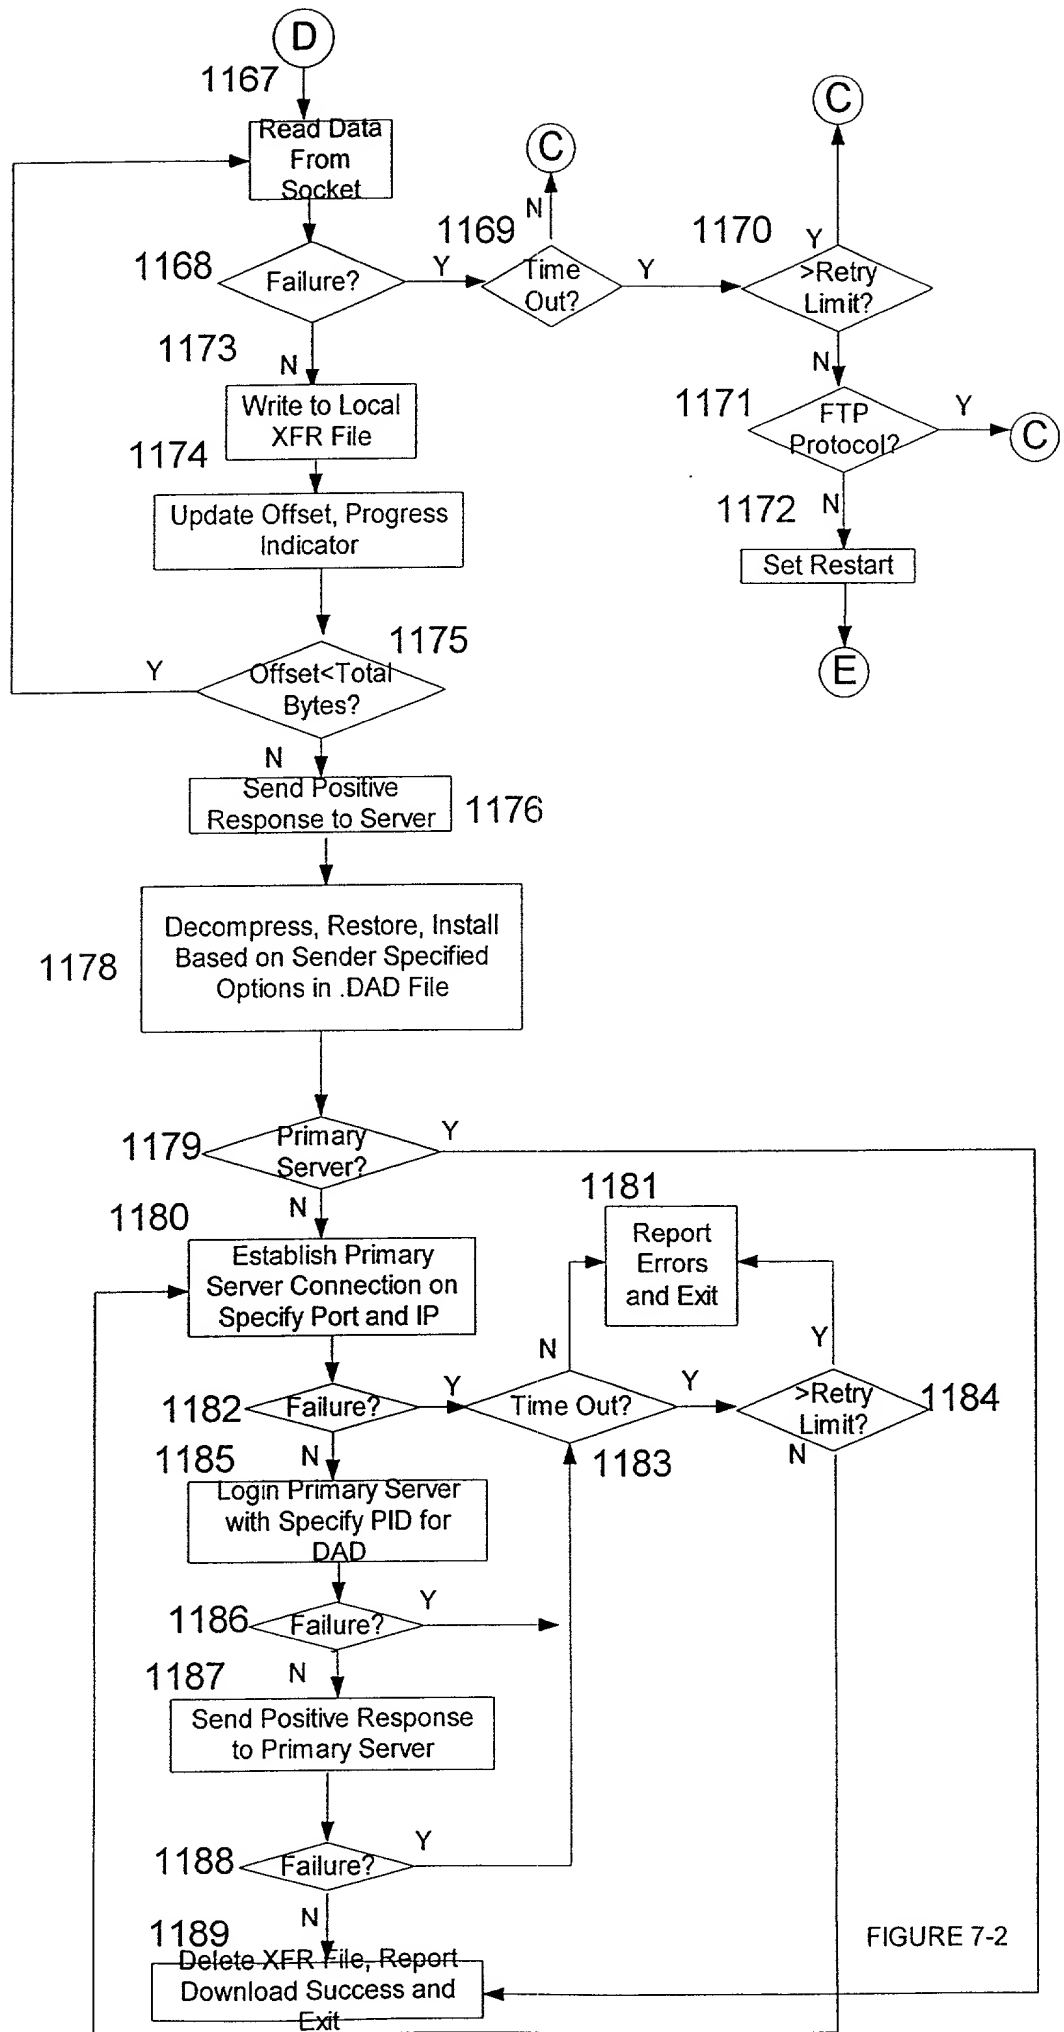 D
1167
Read Data
From
Socket
C
C
N
1169
1170
Y
1168
Failure?
Y
Time
Out?
Y
>Retry
Limit?
1173
N
N
Write to Local
XFR File
1171
FTP
Protocol?
Y
C
1174
Update Offset, Progress
Indicator
1172
N
Set Restart
E
1175
Y
Offset<Total
Bytes?
N
Send Positive
Response to Server
1176
1178
Decompress, Restore, Install
Based on Sender Specified
Options in .DAD File
1179
Primary
Server?
Y
N
1180
1181
Report
Errors
and Exit
Establish Primary
Server Connection on
Specify Port and IP
N
Y
1182
Failure?
Y
Time Out?
Y
>Retry
Limit?
1184
1185
N
1183
N
Login Primary Server
with Specify PID for
DAD
1186
Failure?
Y
1187
N
Send Positive Response
to Primary Server
1188
Failure?
Y
1189
N
FIGURE 7-2
Delete XFR File, Report
Download Success and
Exit